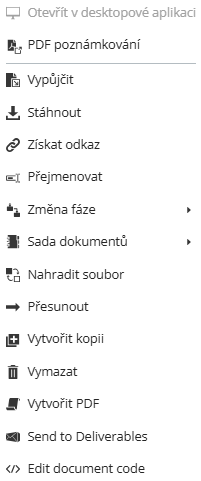 Otevřít v desktopové aplikaci
PDF poznámkování
Vypůjčit
Stáhnout
Získat odkaz
Přejmenovat
Změna fáze
Sada dokumentů
Nahradit soubor
Přesunout
Vytvořit kopii
Vymazat
Vytvořit PDF
Send to Deliverables
Edit document code